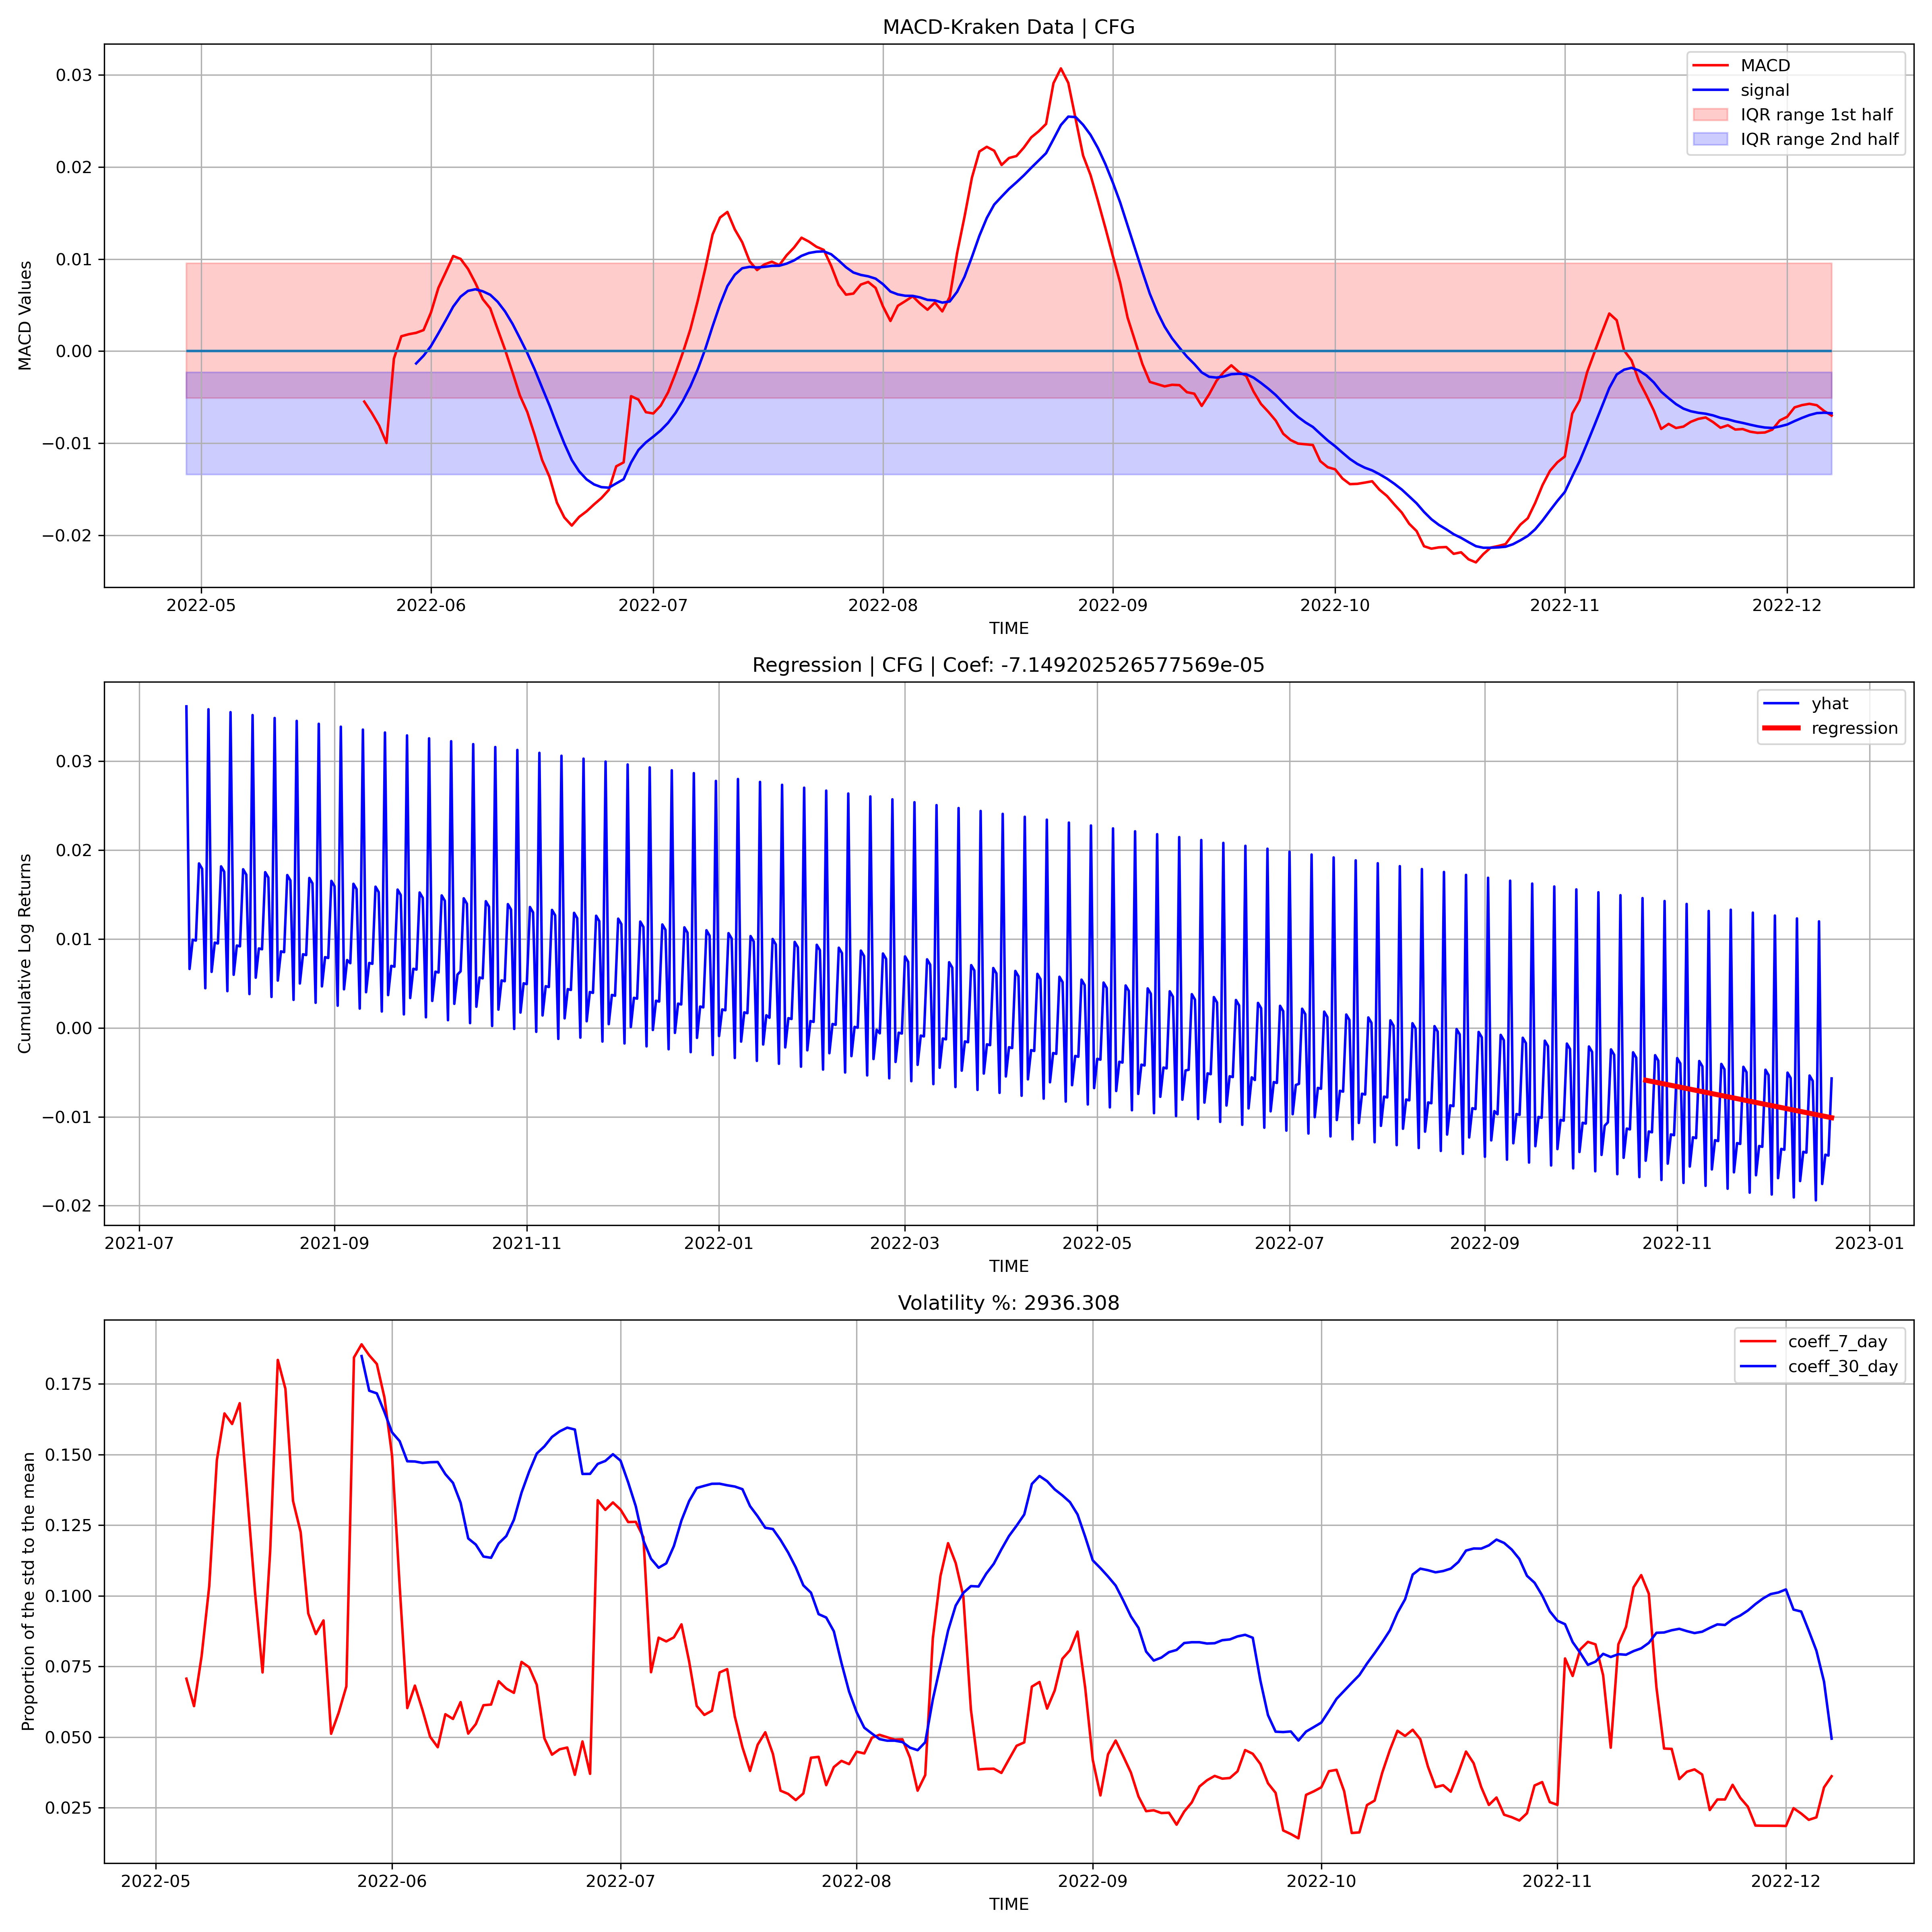 MACD-Kraken Data | CFG
MACD
signal
IQR range 1st half
IQR range 2nd half
MACD Values
0.03
0.02
0.01
0.00
−0.01
−0.02
2022-05 2022-06 2022-07 2022-08 2022-09 2022-10 2022-11 2022-12
TIME
Regression | CFG | Coef: -7.149202526577569e-05
yhat
regression
Cumulative Log Returns
0.03
0.02
0.01
0.00
−0.01
−0.02
2021-07 2021-09 2021-11 2022-01 2022-03 2022-05 2022-07 2022-09 2022-11 2023-01
TIME
Volatility %: 2936.308
coeff_7_day
coeff_30_day
Proportion of the std to the mean
0.175
0.150
0.125
0.100
0.075
0.050
0.025
2022-05 2022-06 2022-07 2022-08 2022-09 2022-10 2022-11 2022-12
TIME